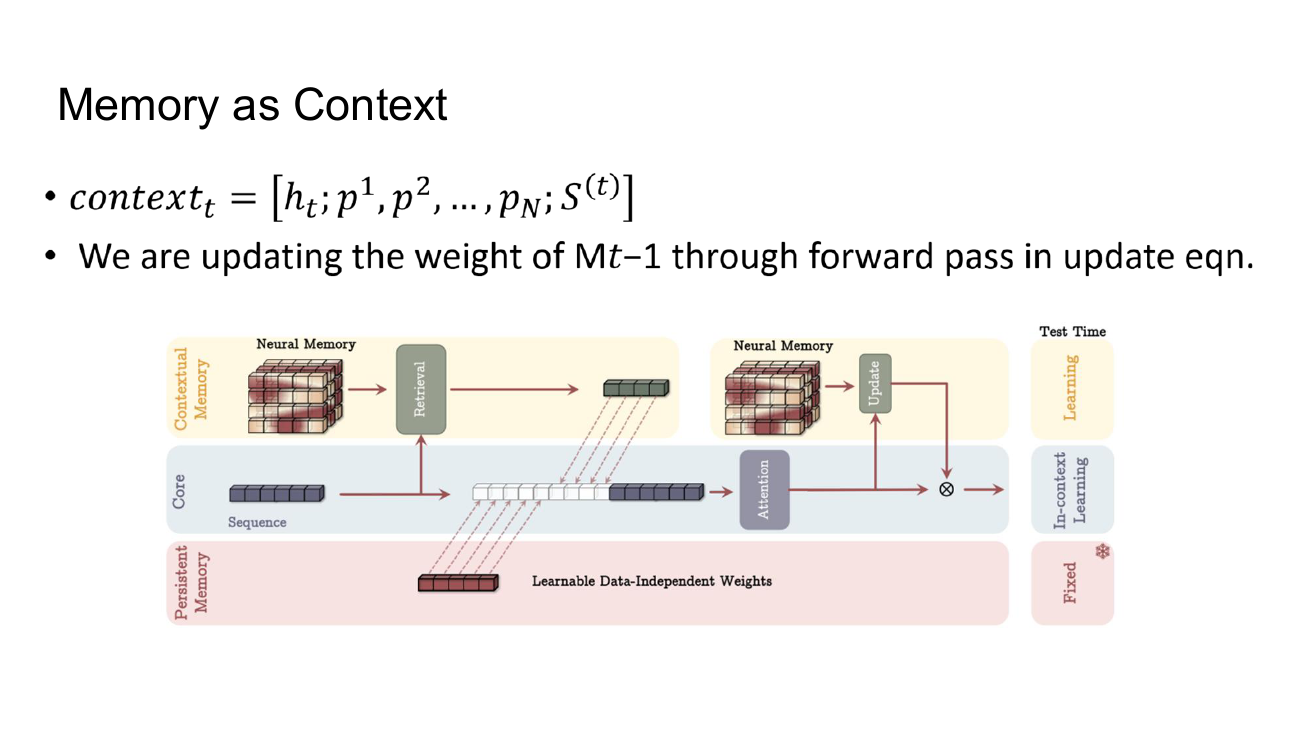 Memory as Context
• context_t = [h_t; p^1, p^2, ..., p_N; S^(t)]
• We are updating the weight of Mt−1 through forward pass in update eqn.
Contextual
Memory
Neural Memory
Retrieval
Neural Memory
Update
Test Time
Learning
Core
Sequence
Attention
In-context
Learning
Persistent
Memory
Learnable Data-Independent Weights
Fixed